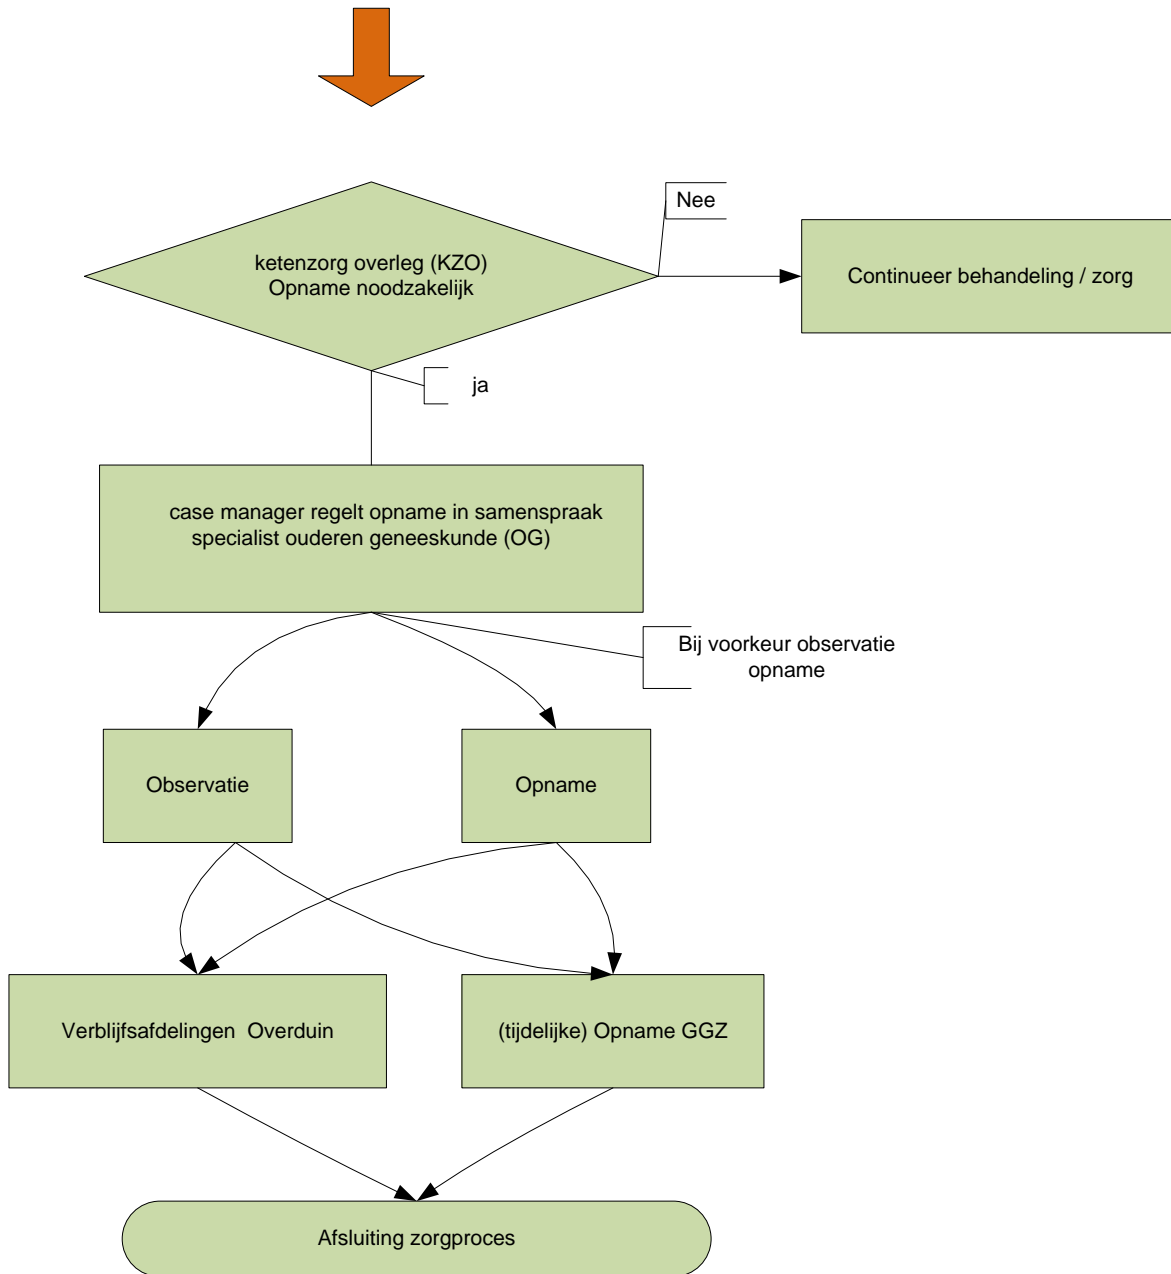 Nee
ketenzorg overleg (KZO)
Opname noodzakelijk
Continueer behandeling / zorg
ja
case manager regelt opname in samenspraak
specialist ouderen geneeskunde (OG)
Bij voorkeur observatie
opname
Observatie
Opname
Verblijfsafdelingen Overduin
(tijdelijke) Opname GGZ
Afsluiting zorgproces